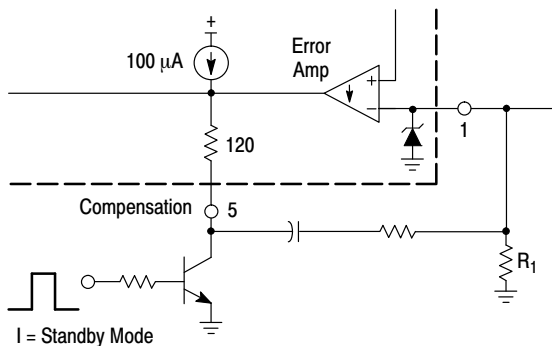 +
100 μA
Error
Amp
+
−
1
120
Compensation
5
R1
I = Standby Mode